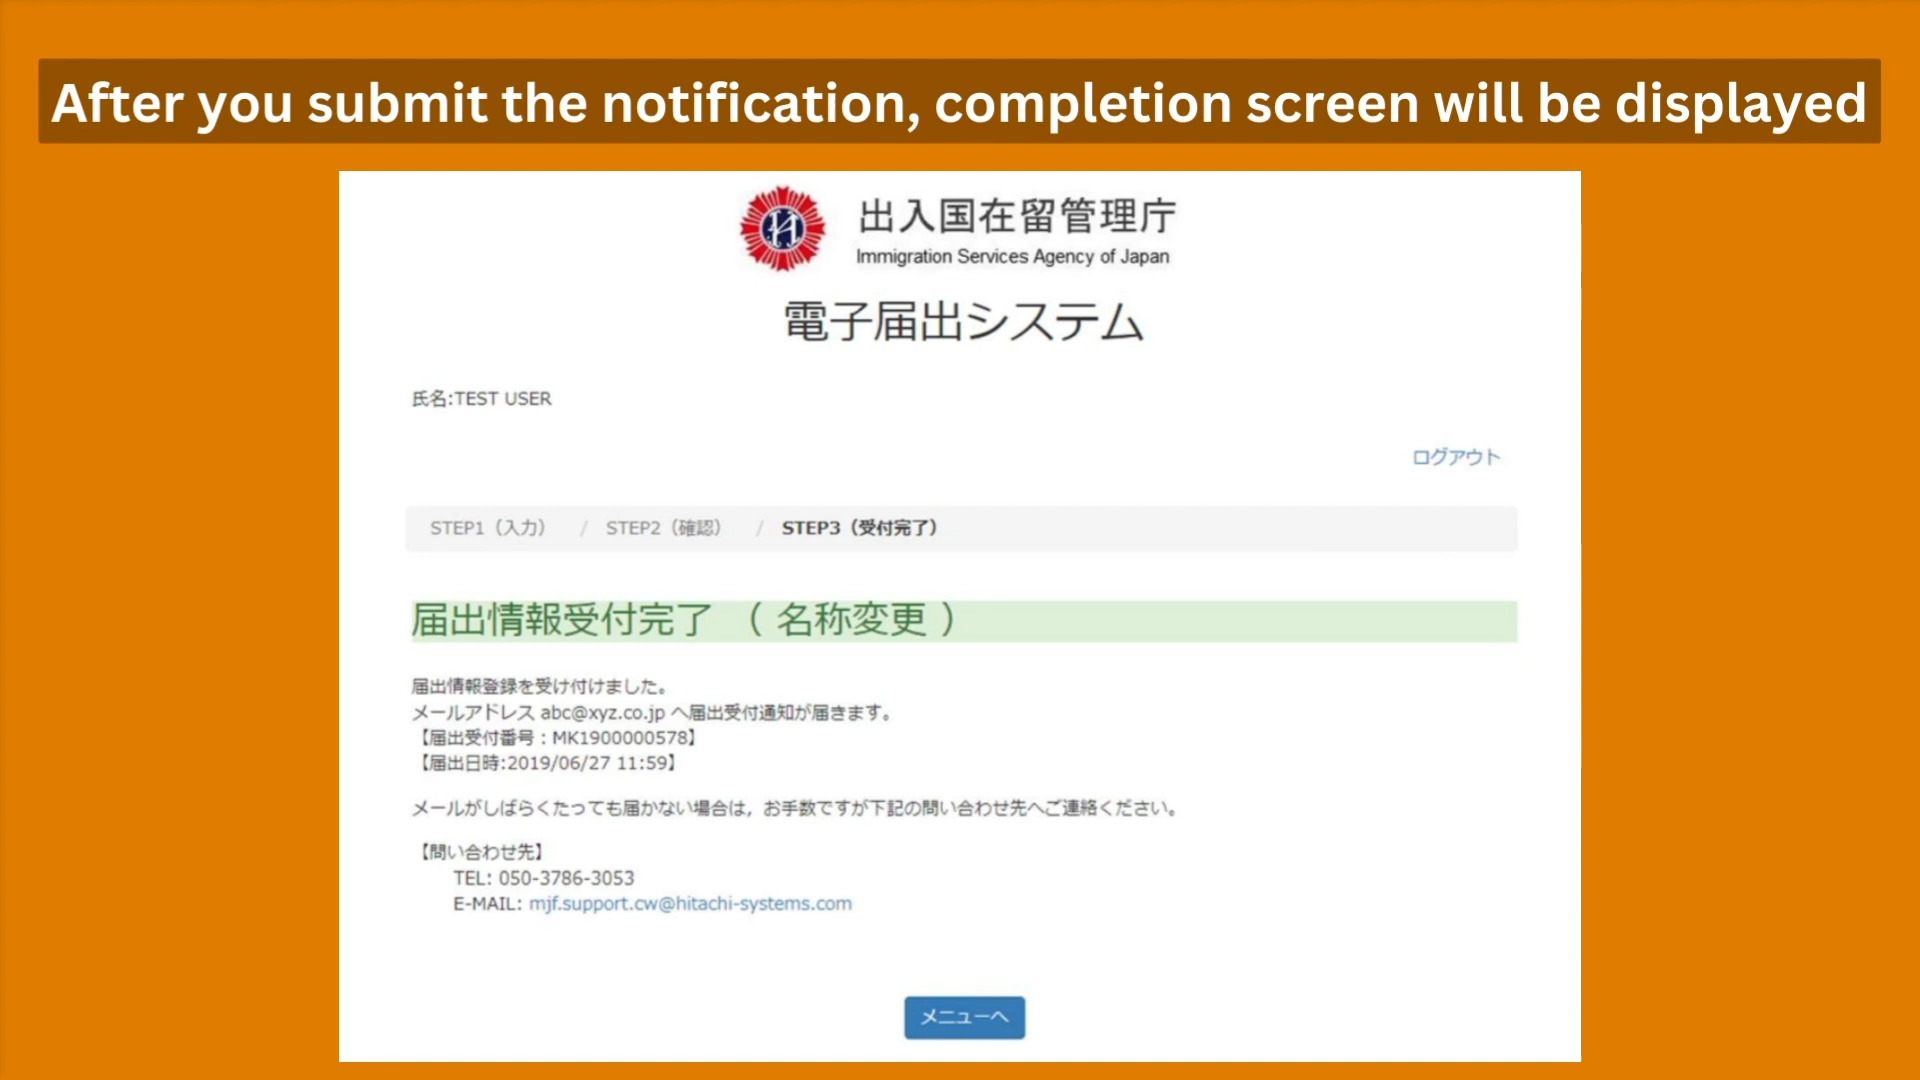 After you submit the notification, completion screen will be displayed
出入国在留管理庁
Immigration Services Agency of Japan
電子届出システム
氏名:TEST USER
ログアウト
STEP1（入力） / STEP2（確認） / STEP3（受付完了）
届出情報受付完了 （ 名称変更 ）
届出情報登録を受け付けました。
メールアドレス abc@xyz.co.jp へ届出受付通知が届きます。
【届出受付番号：MK1900000578】
【届出日時:2019/06/27 11:59】
メールがしばらくたっても届かない場合は，お手数ですが下記の問い合わせ先へご連絡ください。
【問い合わせ先】
TEL: 050-3786-3053
E-MAIL: mjf.support.cw@hitachi-systems.com
メニューへ